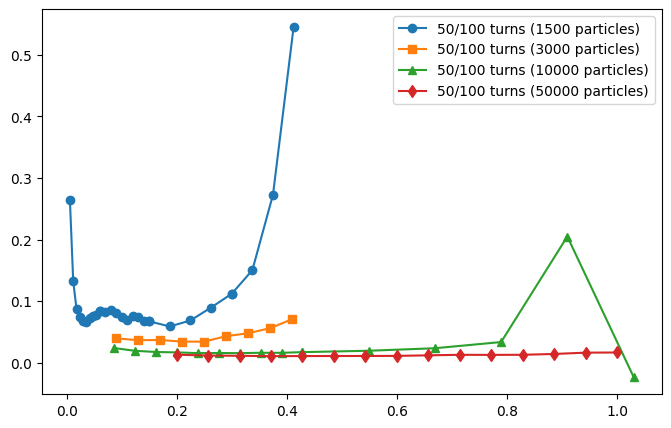 50/100 turns (1500 particles)
50/100 turns (3000 particles)
50/100 turns (10000 particles)
50/100 turns (50000 particles)
0.5
0.4
0.3
0.2
0.1
0.0
0.0 0.2 0.4 0.6 0.8 1.0